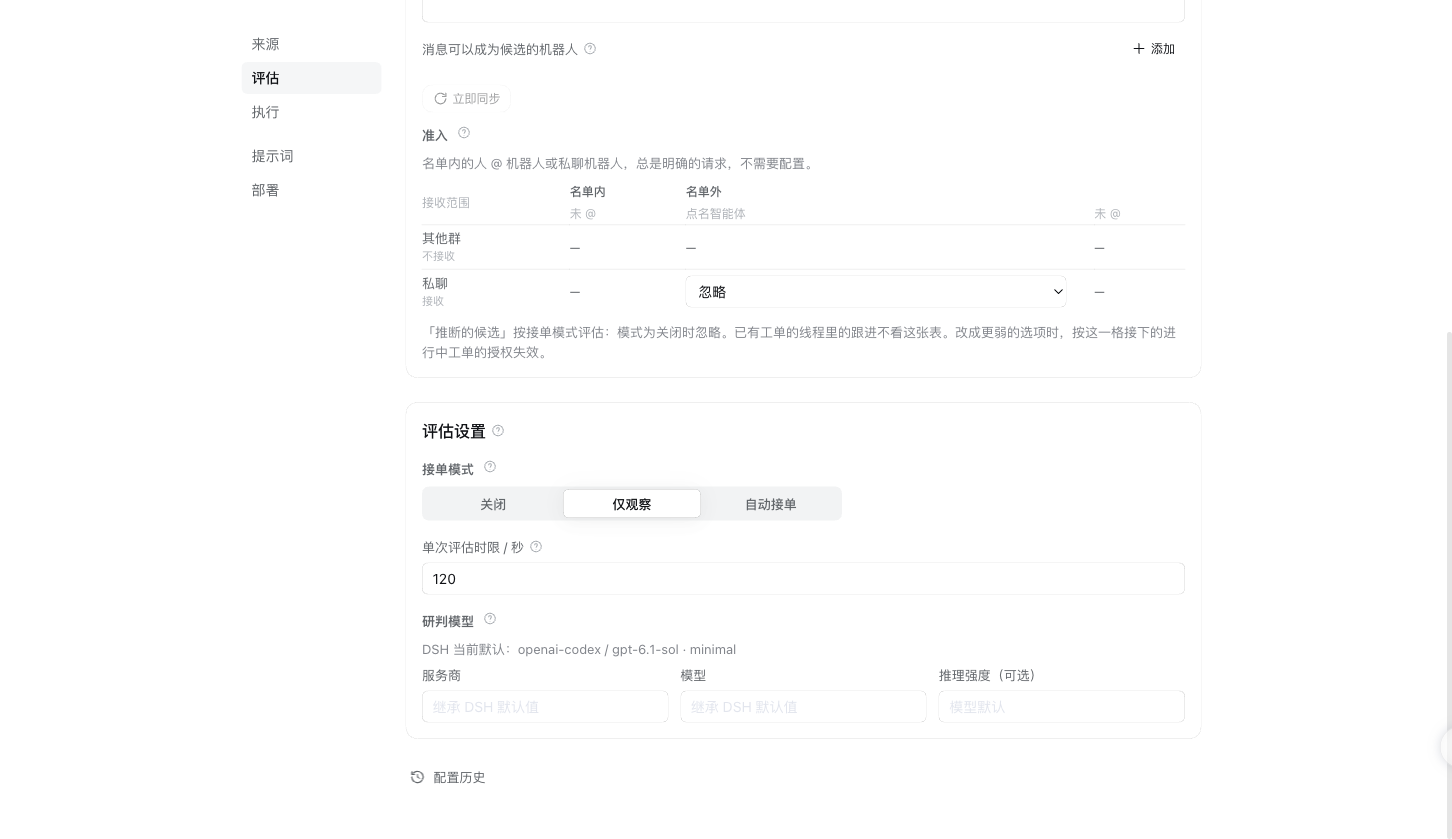 来源
评估
执行
提示词
部署
消息可以成为候选的机器人
添加
立即同步
准入
名单内的人 @ 机器人或私聊机器人，总是明确的请求，不需要配置。
接收范围
名单内
名单外
未 @
点名智能体
未 @
其他群
不接收
—
—
—
私聊
接收
—
忽略
—
「推断的候选」按接单模式评估：模式为关闭时忽略。已有工单的线程里的跟进不看这张表。改成更弱的选项时，按这一格接下的进
行中工单的授权失效。
评估设置
接单模式
关闭
仅观察
自动接单
单次评估时限 / 秒
120
研判模型
DSH 当前默认：openai-codex / gpt-6.1-sol · minimal
服务商
模型
推理强度（可选）
继承 DSH 默认值
继承 DSH 默认值
模型默认
配置历史